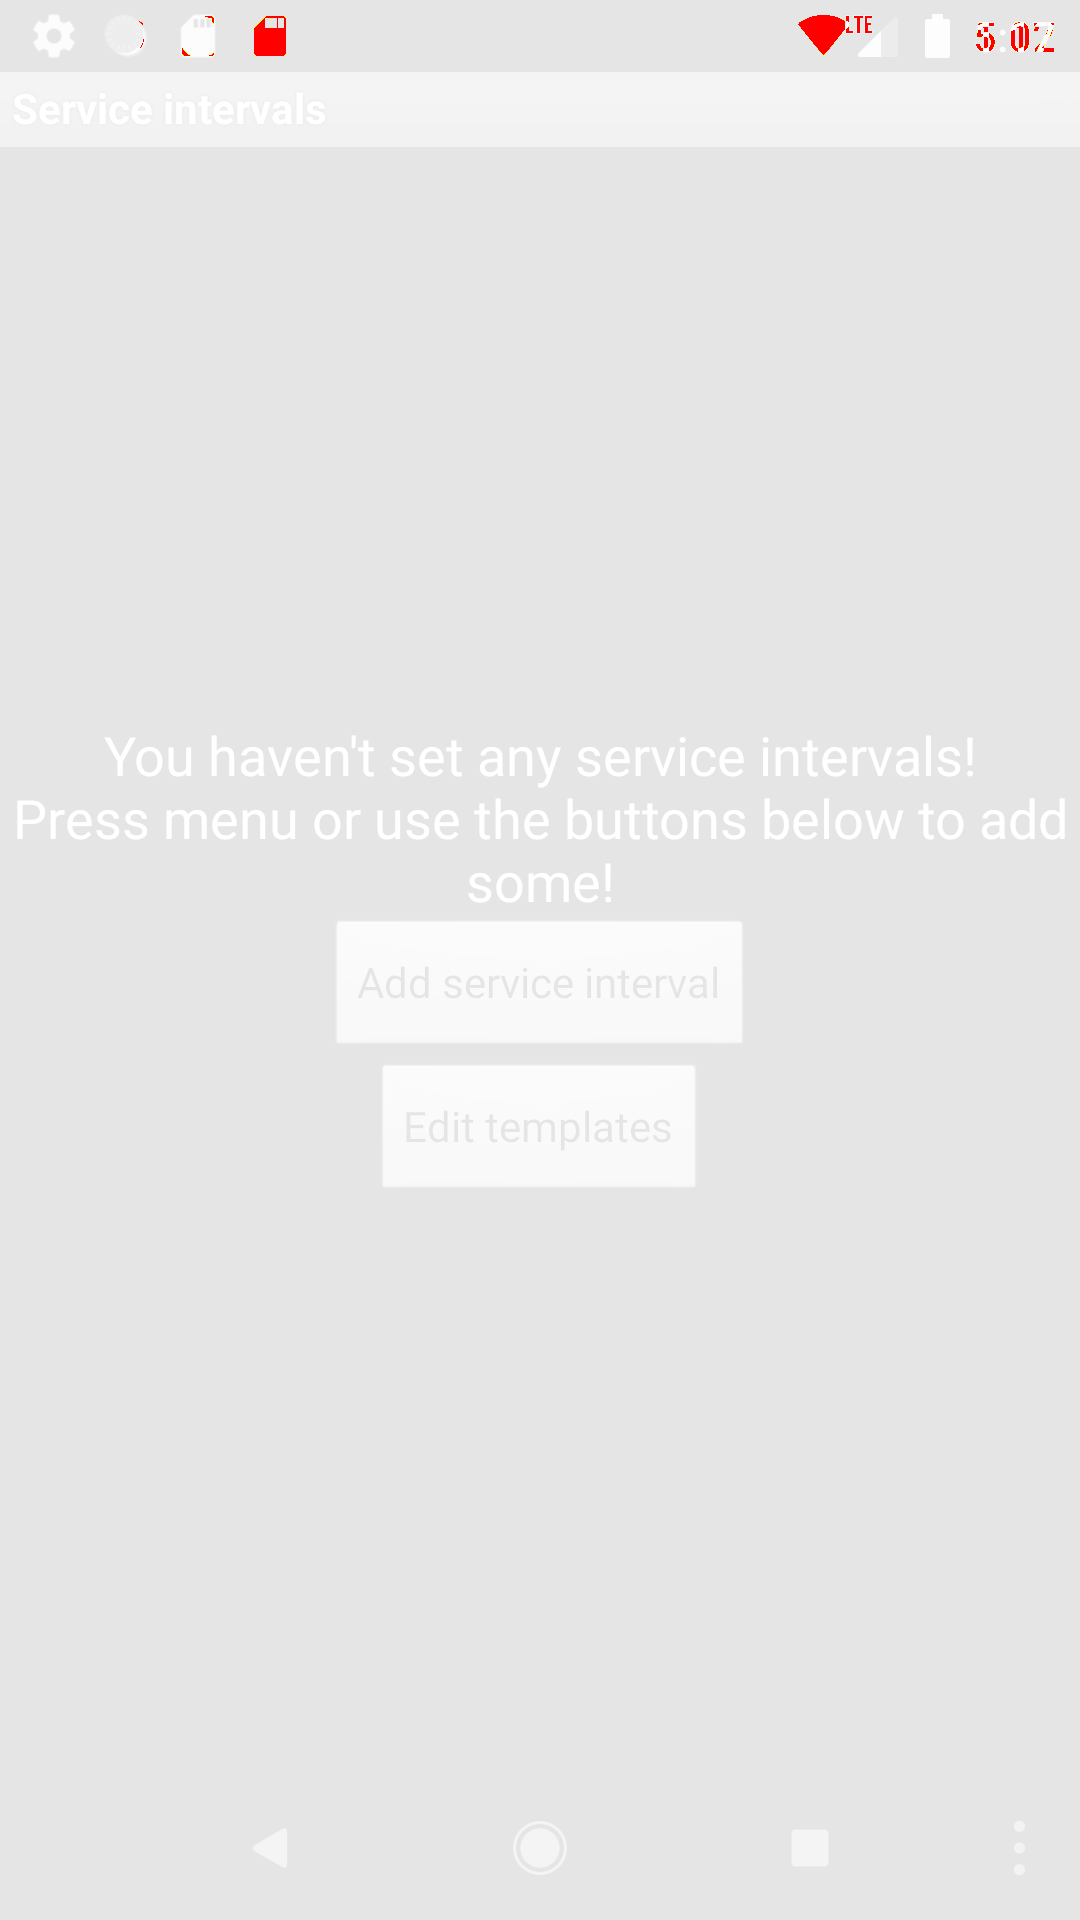 LTE
5:02
Service intervals
You haven't set any service intervals!
Press menu or use the buttons below to add
some!
Add service interval
Edit templates